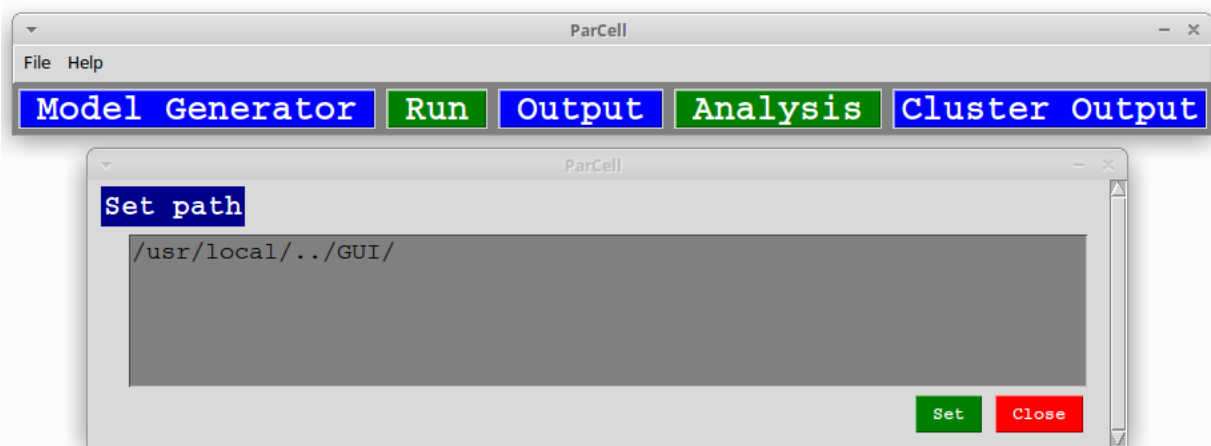 ParCell
File Help
Model Generator Run Output Analysis Cluster Output
ParCell
Set path
/usr/local/../GUI/
Set Close